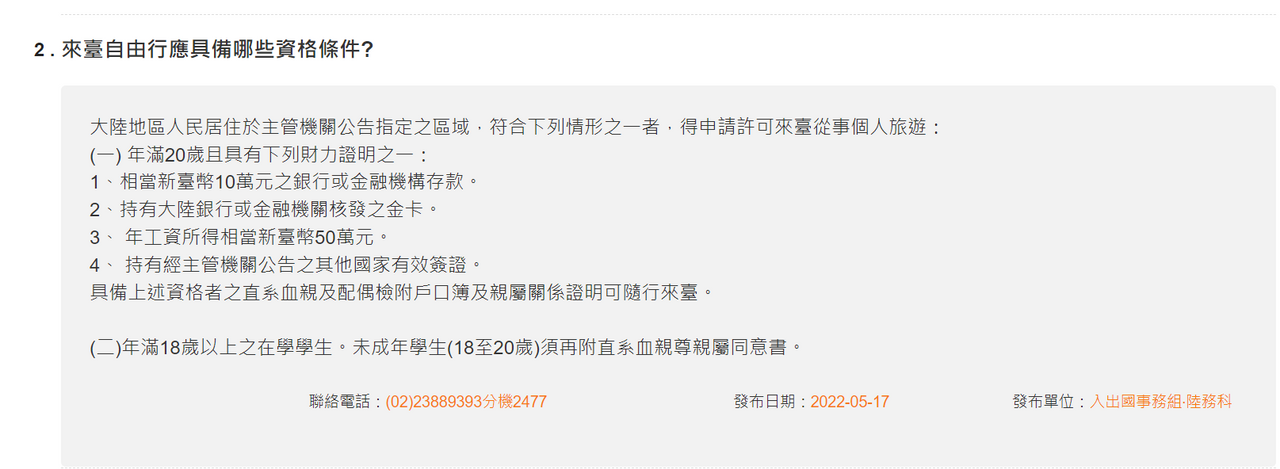 2 . 來臺自由行應具備哪些資格條件?
大陸地區人民居住於主管機關公告指定之區域，符合下列情形之一者，得申請許可來臺從事個人旅遊：
(一) 年滿20歲且具有下列財力證明之一：
1、相當新臺幣10萬元之銀行或金融機構存款。
2、持有大陸銀行或金融機關核發之金卡。
3、 年工資所得相當新臺幣50萬元。
4、 持有經主管機關公告之其他國家有效簽證。
具備上述資格者之直系血親及配偶檢附戶口簿及親屬關係證明可隨行來臺。
(二)年滿18歲以上之在學學生。未成年學生(18至20歲)須再附直系血親尊親屬同意書。
聯絡電話：(02)23889393分機2477 發布日期：2022-05-17 發布單位：入出國事務組-陸務科